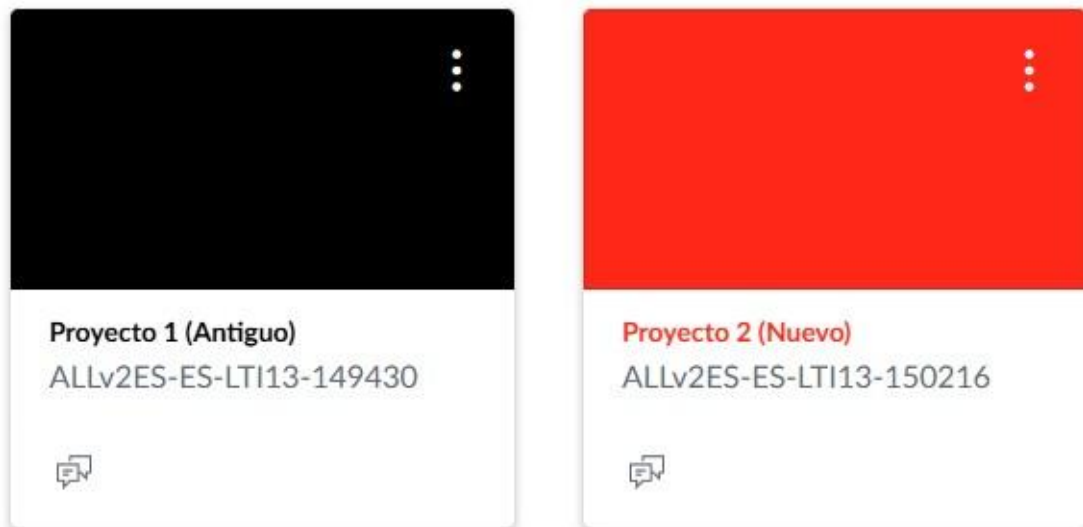 Proyecto 1 (Antiguo)
ALLv2ES-ES-LTI13-149430
Proyecto 2 (Nuevo)
ALLv2ES-ES-LTI13-150216